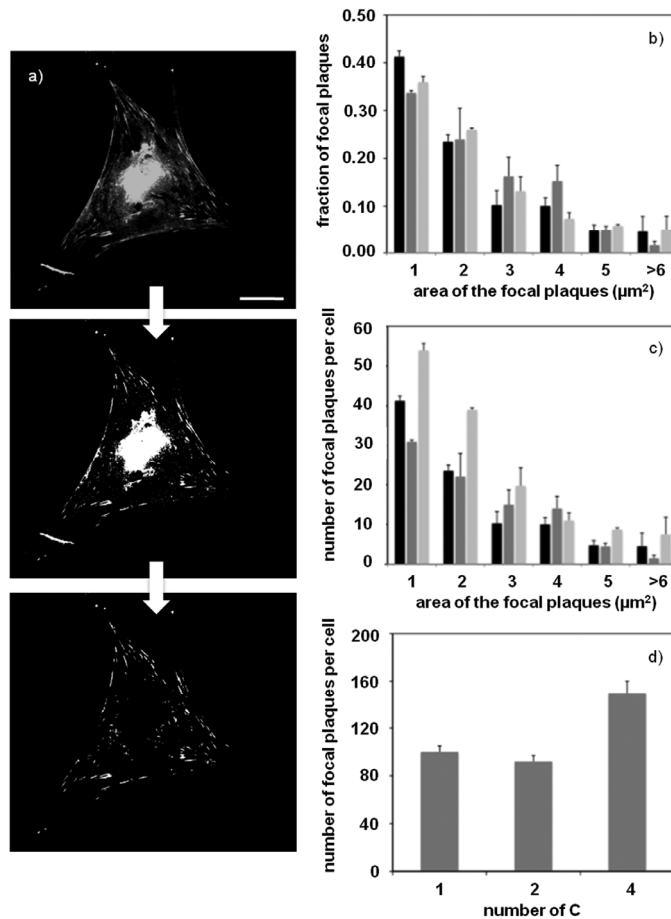 a)
b)
fraction of focal plaques
0.50
0.40
0.30
0.20
0.10
0.00
1 2 3 4 5 >6
area of the focal plaques (µm²)
c)
number of focal plaques per cell
60
50
40
30
20
10
0
1 2 3 4 5 >6
area of the focal plaques (µm²)
d)
number of focal plaques per cell
200
160
120
80
40
0
1 2 4
number of C